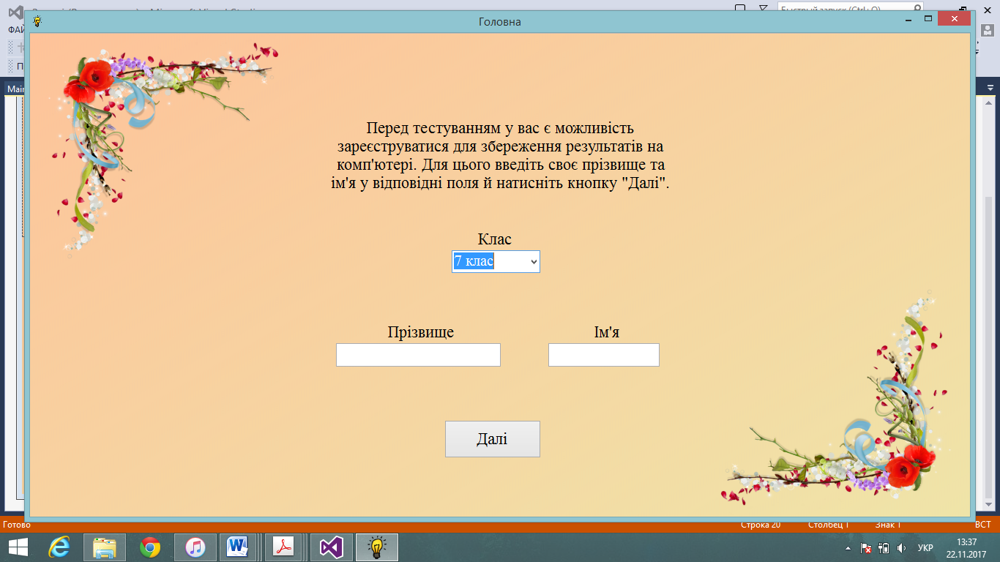 Головна
Быстрый запуск (Ctrl+Q)
Перед тестуванням у вас є можливість
зареєструватися для збереження результатів на
комп'ютері. Для цього введіть своє прізвище та
ім'я у відповідні поля й натисніть кнопку "Далі".
Клас
7 клас
Прізвище Ім'я
Далі
Готово Строка 20 Столбец 1 Знак 1 ВСТ
УКР
13:37
22.11.2017